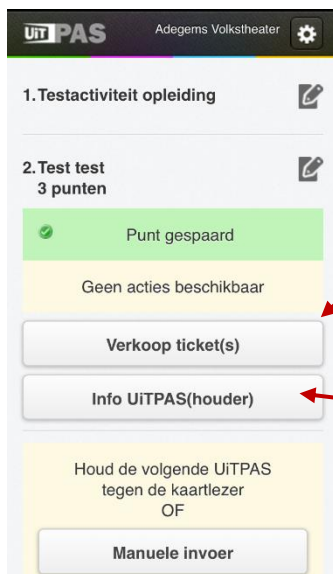 UiTPAS Adegems Volkstheater
1. Testactiviteit opleiding
2. Test test
3 punten
Punt gespaard
Geen acties beschikbaar
Verkoop ticket(s)
Info UiTPAS(houder)
Houd de volgende UiTPAS
tegen de kaartlezer
OF
Manuele invoer